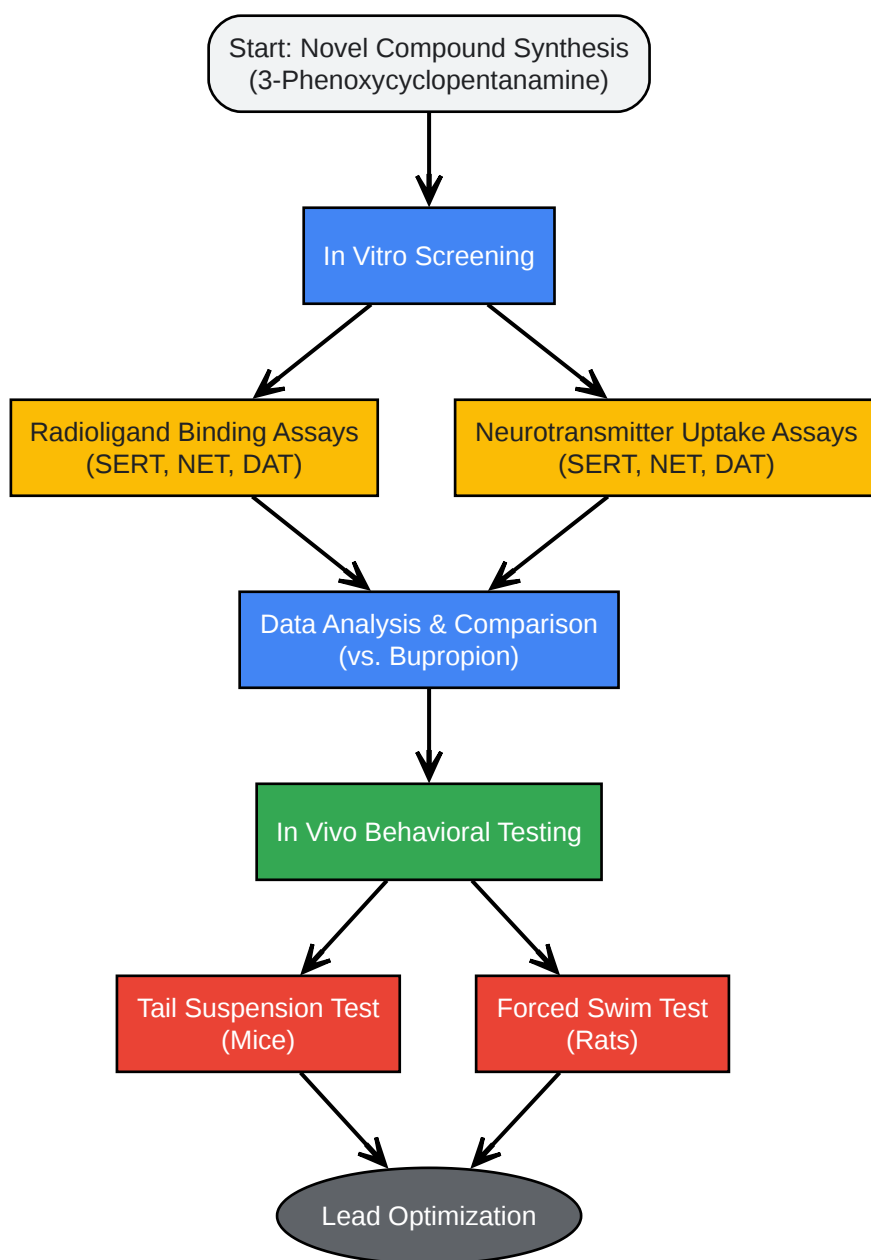 Start: Novel Compound Synthesis
(3-Phenoxycyclopentanamine)
In Vitro Screening
Radioligand Binding Assays
(SERT, NET, DAT)
Neurotransmitter Uptake Assays
(SERT, NET, DAT)
Data Analysis & Comparison
(vs. Bupropion)
In Vivo Behavioral Testing
Tail Suspension Test
(Mice)
Forced Swim Test
(Rats)
Lead Optimization